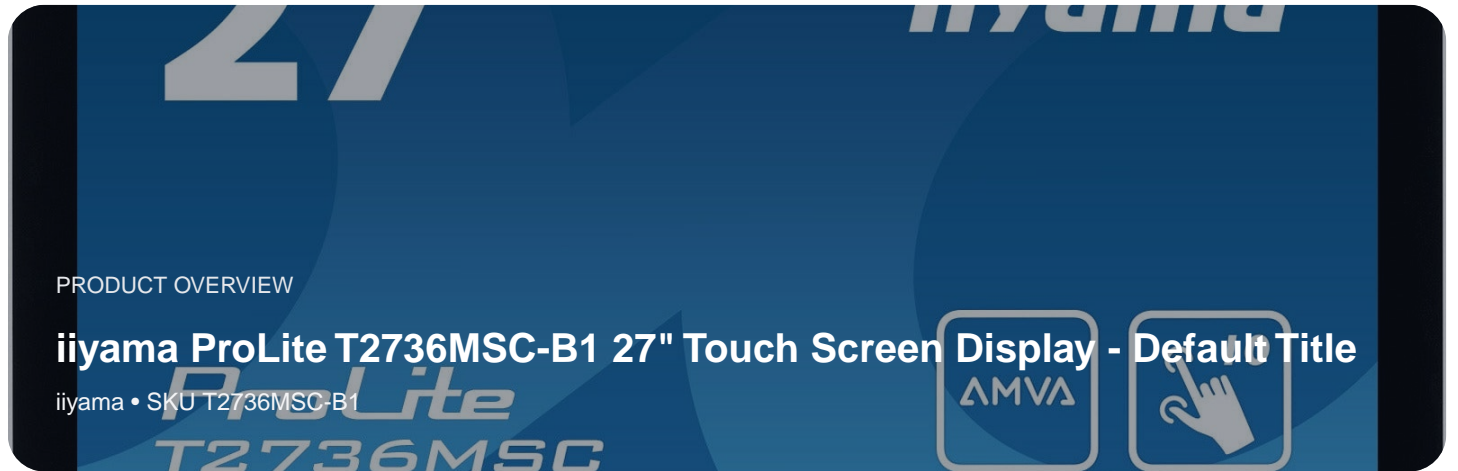 27
iiyama
PRODUCT OVERVIEW
iiyama ProLite T2736MSC-B1 27" Touch Screen Display - Default Title
iiyama • SKU T2736MSC-B1
ProLite
T2736MSC
AMVA
10